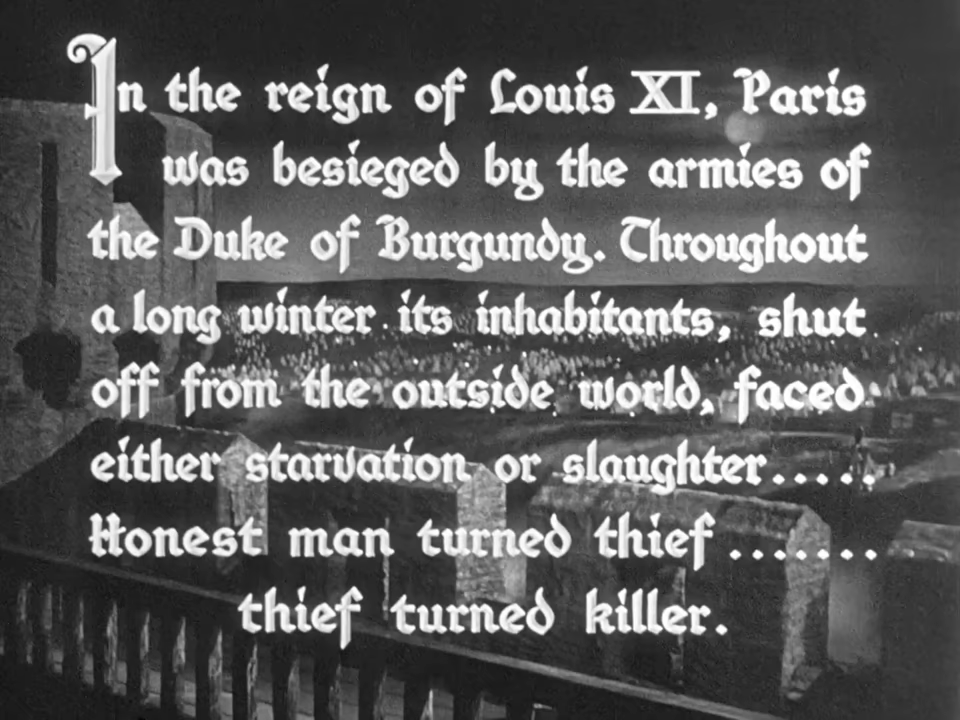 In the reign of Louis XI, Paris
was besieged by the armies of
the Duke of Burgundy. Throughout
a long winter its inhabitants, shut
off from the outside world, faced
either starvation or slaughter.....
Honest man turned thief.......
thief turned killer.